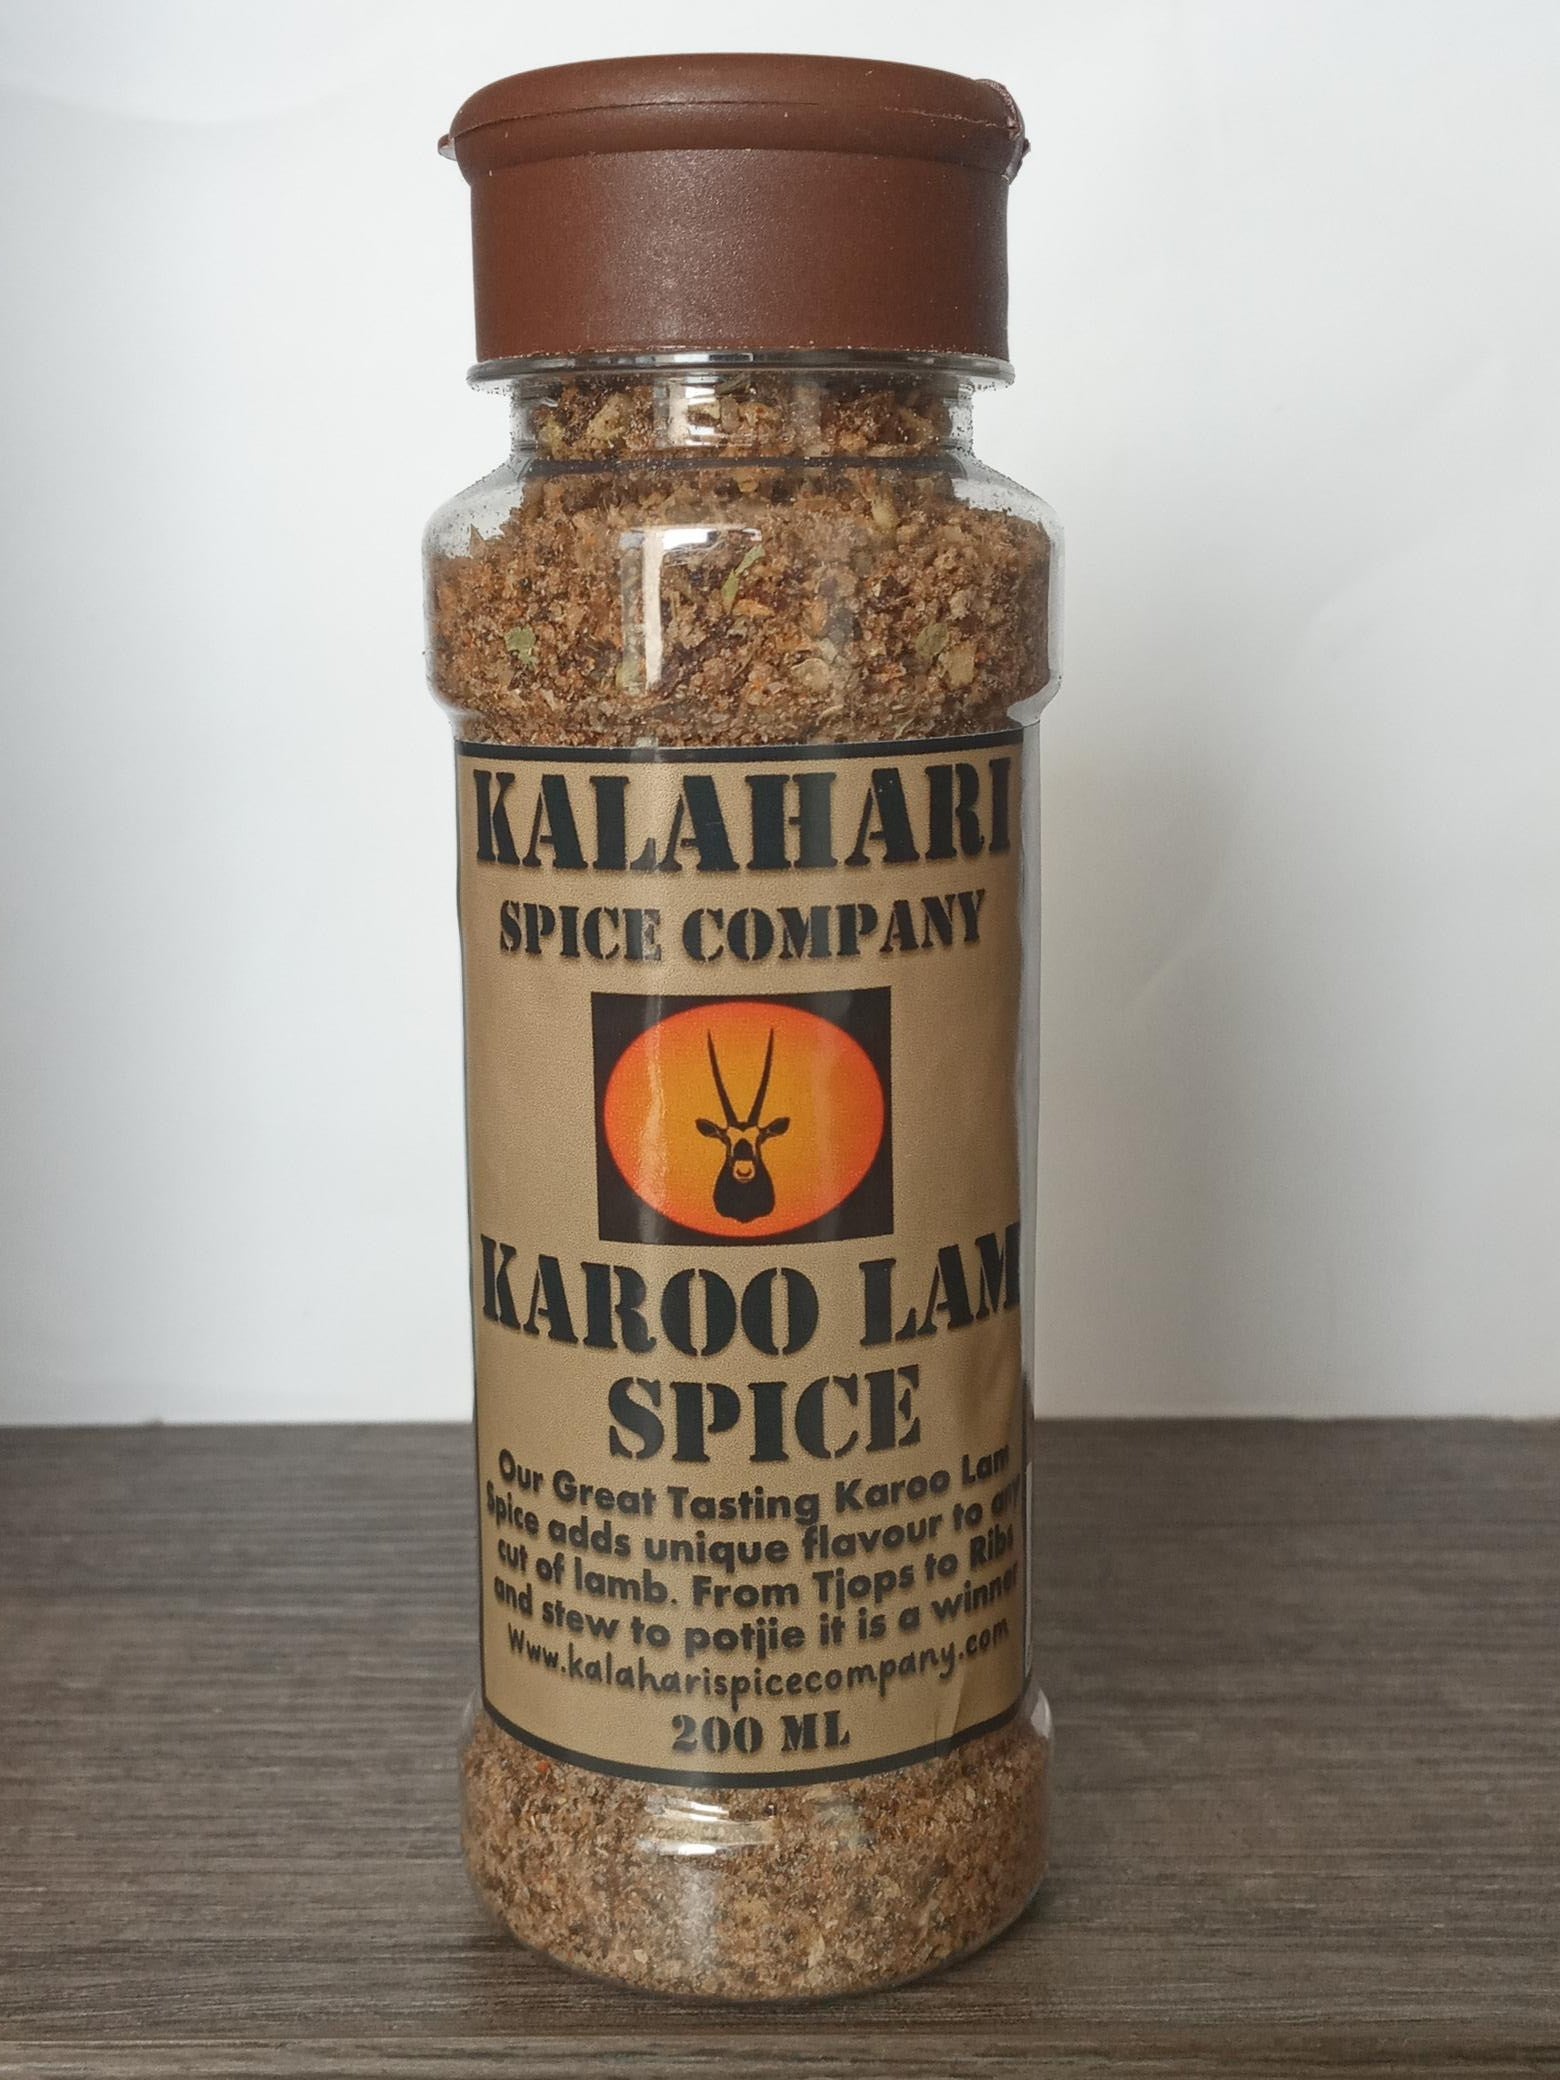 KALAHARI
SPICE COMPANY
KAROO LAM
SPICE
Our Great Tasting Karoo Lam
Spice adds unique flavour to any
cut of lamb. From Tjops to Ribs
and stew to potjie it is a winner
Www.kalaharispicecompany.com
200 ML